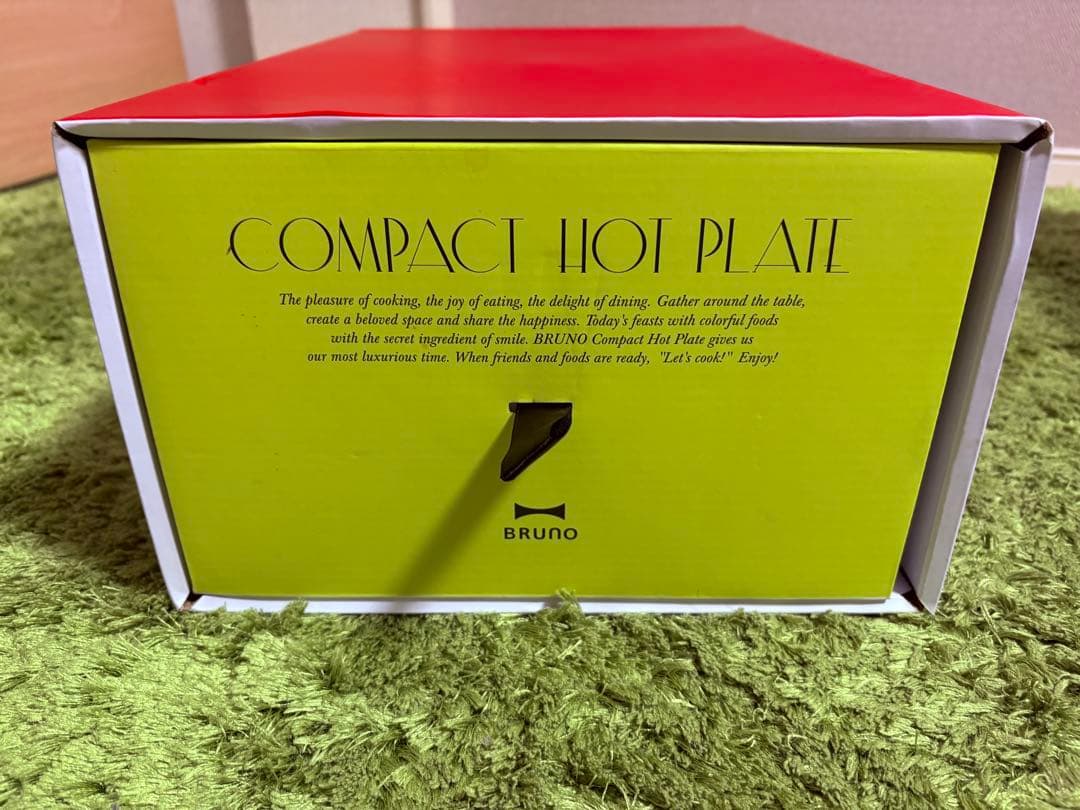 COMPACT HOT PLATE
The pleasure of cooking, the joy of eating, the delight of dining. Gather around the table,
create a beloved space and share the happiness. Today's feasts with colorful foods
with the secret ingredient of smile. BRUNO Compact Hot Plate gives us
our most luxurious time. When friends and foods are ready, "Let's cook!" Enjoy!
BRUNO